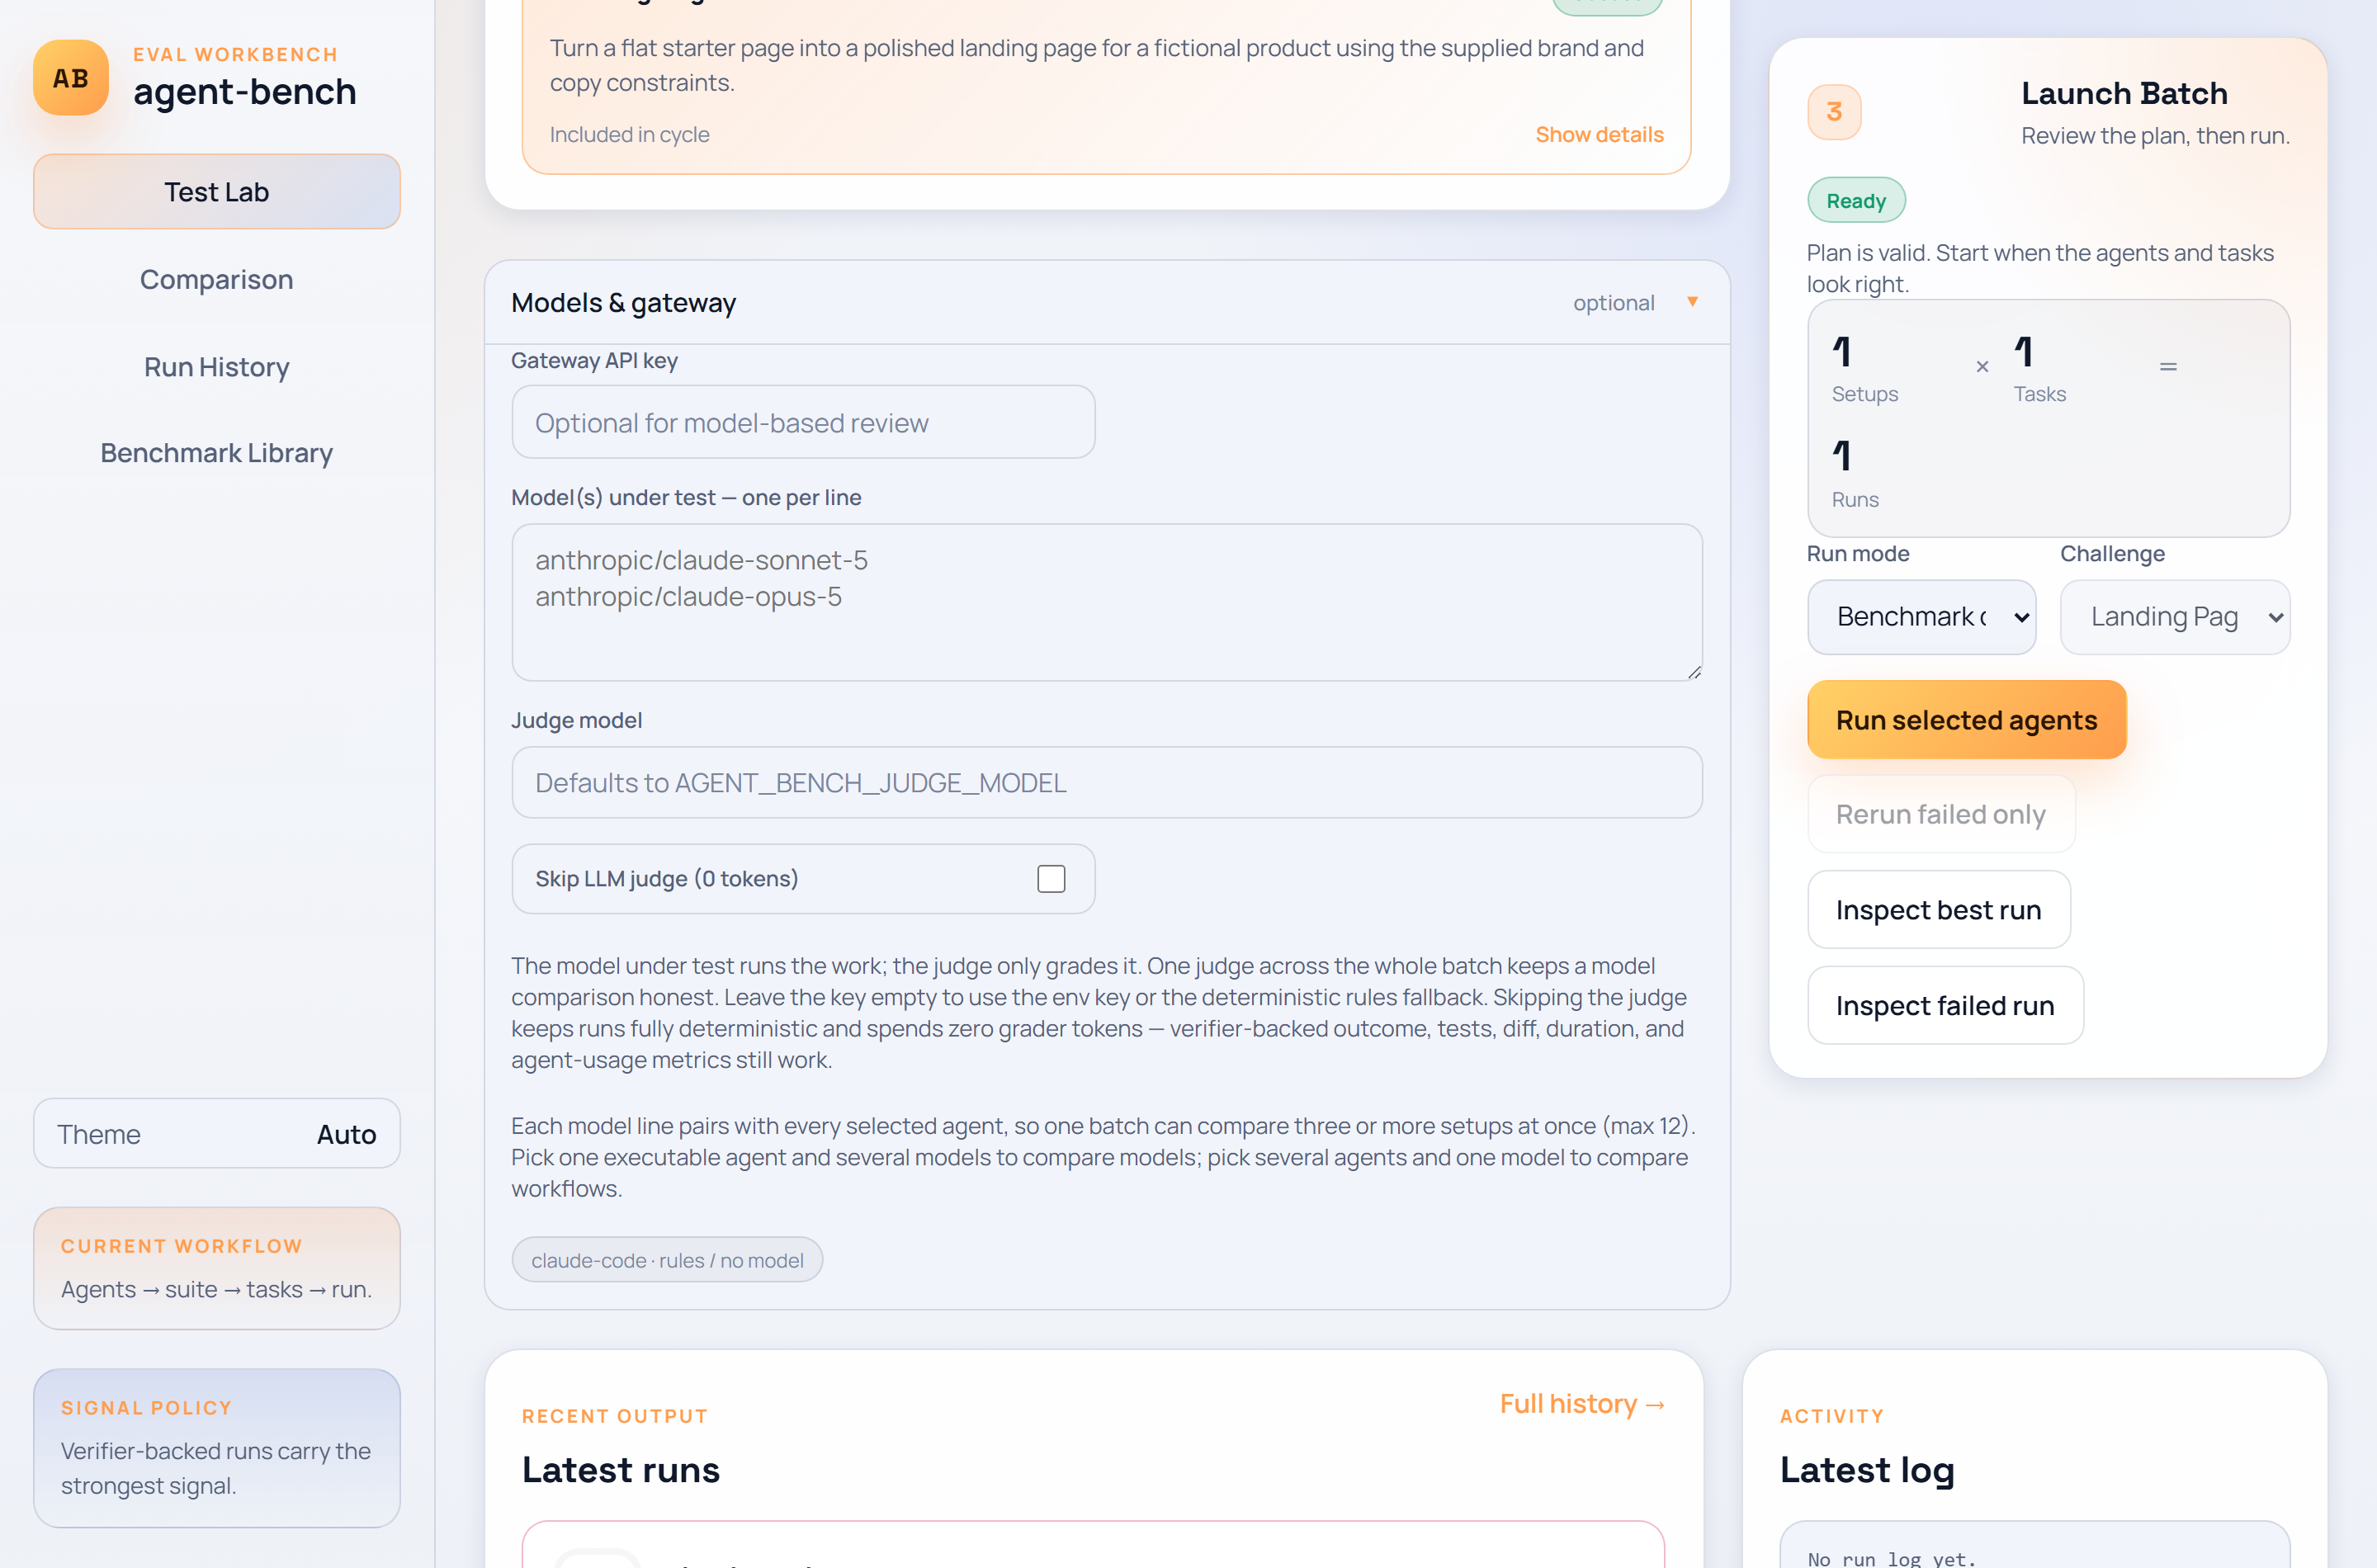 AB
EVAL WORKBENCH
agent-bench
Test Lab
Comparison
Run History
Benchmark Library
Theme
Auto
CURRENT WORKFLOW
Agents → suite → tasks → run.
SIGNAL POLICY
Verifier-backed runs carry the
strongest signal.
Turn a flat starter page into a polished landing page for a fictional product using the supplied brand and
copy constraints.
Included in cycle
Show details
Models & gateway
optional
Gateway API key
Optional for model-based review
Model(s) under test — one per line
anthropic/claude-sonnet-5
anthropic/claude-opus-5
Judge model
Defaults to AGENT_BENCH_JUDGE_MODEL
Skip LLM judge (0 tokens)
The model under test runs the work; the judge only grades it. One judge across the whole batch keeps a model
comparison honest. Leave the key empty to use the env key or the deterministic rules fallback. Skipping the judge
keeps runs fully deterministic and spends zero grader tokens — verifier-backed outcome, tests, diff, duration, and
agent-usage metrics still work.
Each model line pairs with every selected agent, so one batch can compare three or more setups at once (max 12).
Pick one executable agent and several models to compare models; pick several agents and one model to compare
workflows.
claude-code · rules / no model
RECENT OUTPUT
Full history →
Latest runs
3
Launch Batch
Review the plan, then run.
Ready
Plan is valid. Start when the agents and tasks
look right.
1 × 1 =
Setups Tasks
1
Runs
Run mode
Challenge
Benchmark c
Landing Pag
Run selected agents
Rerun failed only
Inspect best run
Inspect failed run
ACTIVITY
Latest log
No run log yet.